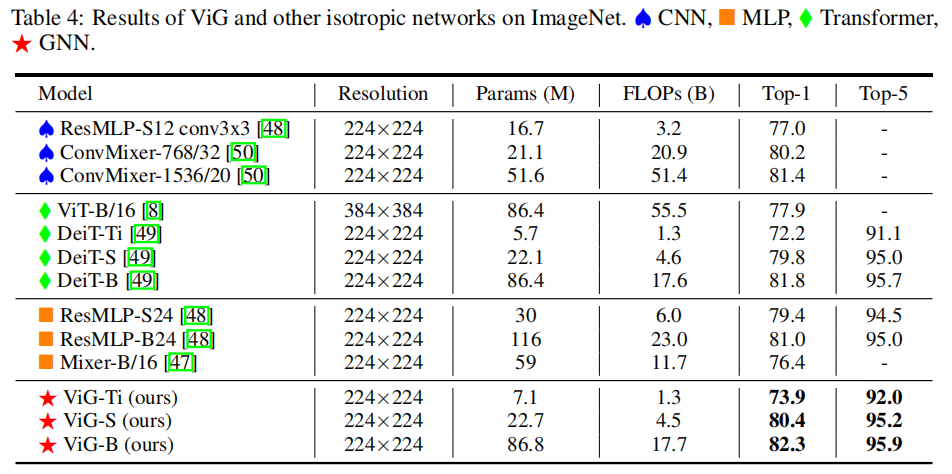 Table 4: Results of ViG and other isotropic networks on ImageNet. ♠ CNN, ■ MLP, ♦ Transformer,
★ GNN.
Model Resolution Params (M) FLOPs (B) Top-1 Top-5
♠ ResMLP-S12 conv3x3 [48] 224×224 16.7 3.2 77.0 -
♠ ConvMixer-768/32 [50] 224×224 21.1 20.9 80.2 -
♠ ConvMixer-1536/20 [50] 224×224 51.6 51.4 81.4 -
♦ ViT-B/16 [8] 384×384 86.4 55.5 77.9 -
♦ DeiT-Ti [49] 224×224 5.7 1.3 72.2 91.1
♦ DeiT-S [49] 224×224 22.1 4.6 79.8 95.0
♦ DeiT-B [49] 224×224 86.4 17.6 81.8 95.7
■ ResMLP-S24 [48] 224×224 30 6.0 79.4 94.5
■ ResMLP-B24 [48] 224×224 116 23.0 81.0 95.0
■ Mixer-B/16 [47] 224×224 59 11.7 76.4 -
★ ViG-Ti (ours) 224×224 7.1 1.3 73.9 92.0
★ ViG-S (ours) 224×224 22.7 4.5 80.4 95.2
★ ViG-B (ours) 224×224 86.8 17.7 82.3 95.9